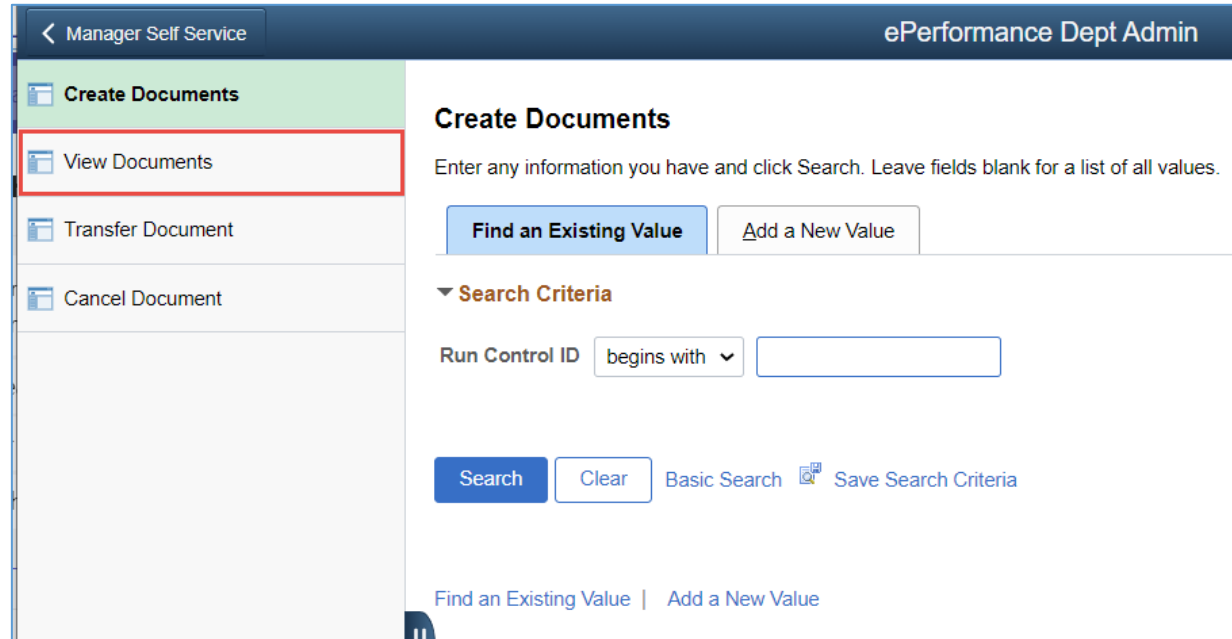 Manager Self Service
ePerformance Dept Admin
Create Documents
View Documents
Transfer Document
Cancel Document
Create Documents
Enter any information you have and click Search. Leave fields blank for a list of all values.
Find an Existing Value
Add a New Value
Search Criteria
Run Control ID begins with
Search Clear Basic Search Save Search Criteria
Find an Existing Value | Add a New Value